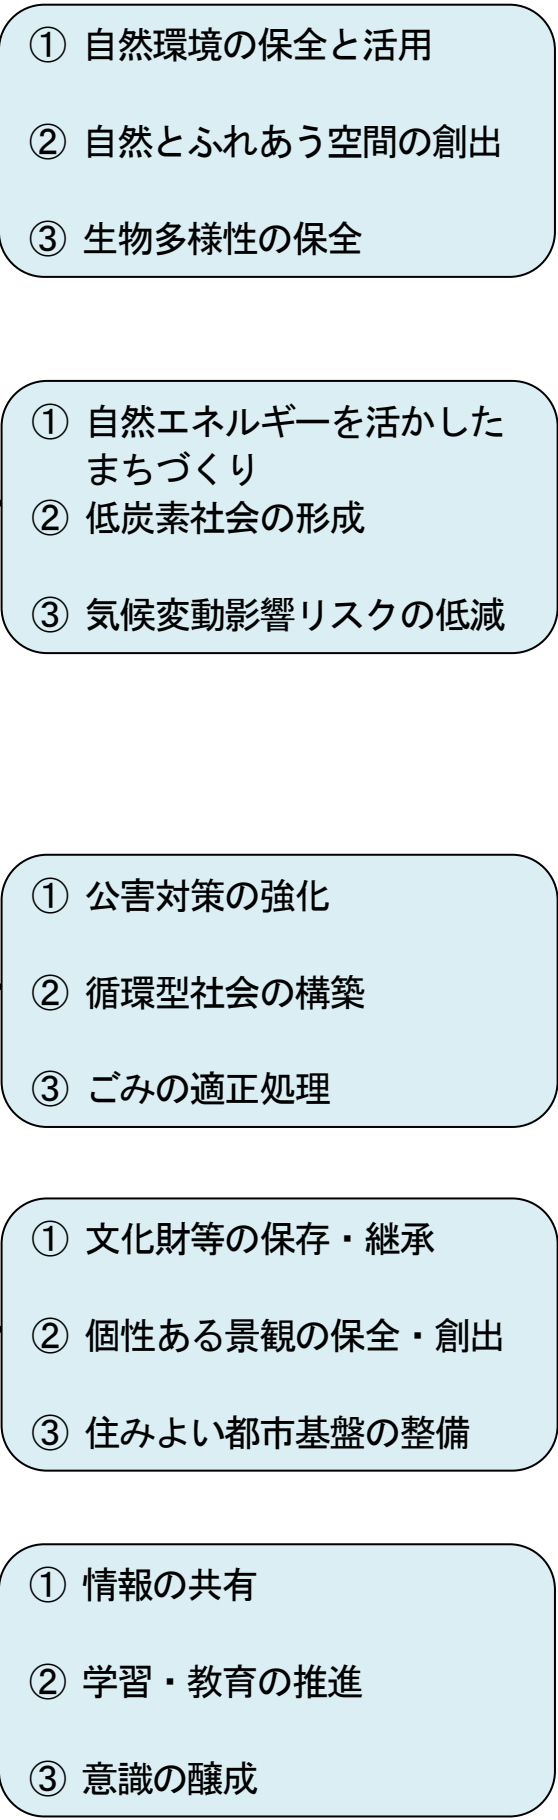 ① 自然環境の保全と活用
② 自然とふれあう空間の創出
③ 生物多様性の保全
① 自然エネルギーを活かした
まちづくり
② 低炭素社会の形成
③ 気候変動影響リスクの低減
① 公害対策の強化
② 循環型社会の構築
③ ごみの適正処理
① 文化財等の保存・継承
② 個性ある景観の保全・創出
③ 住みよい都市基盤の整備
① 情報の共有
② 学習・教育の推進
③ 意識の醸成